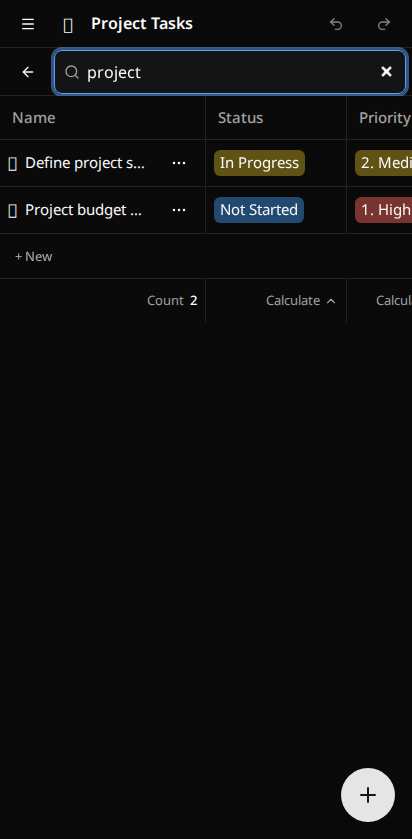 Project Tasks
project
Name Status Priority
Define project s... In Progress 2. Medi
Project budget ... Not Started 1. High
+ New
Count 2 Calculate Calcul